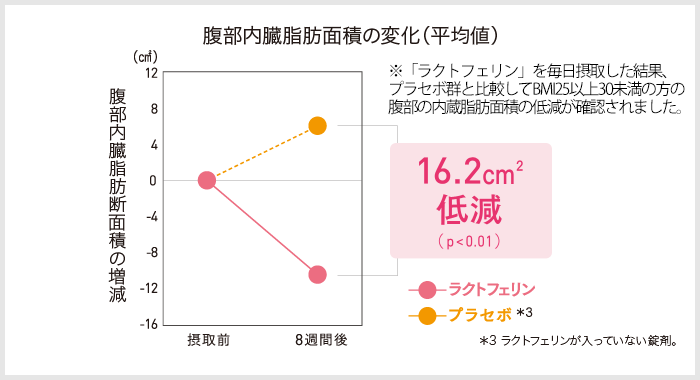 腹部内臓脂肪面積の変化（平均値）
（c㎡）
12
8
4
0
-4
-8
-12
-16
腹部内臓脂肪断面積の増減
摂取前
8週間後
※「ラクトフェリン」を毎日摂取した結果、
プラセボ群と比較してBMI25以上30未満の方の
腹部の内蔵脂肪面積の低減が確認されました。
16.2cm²
低減
（p<0.01）
ラクトフェリン
プラセボ *3
*3 ラクトフェリンが入っていない錠剤。